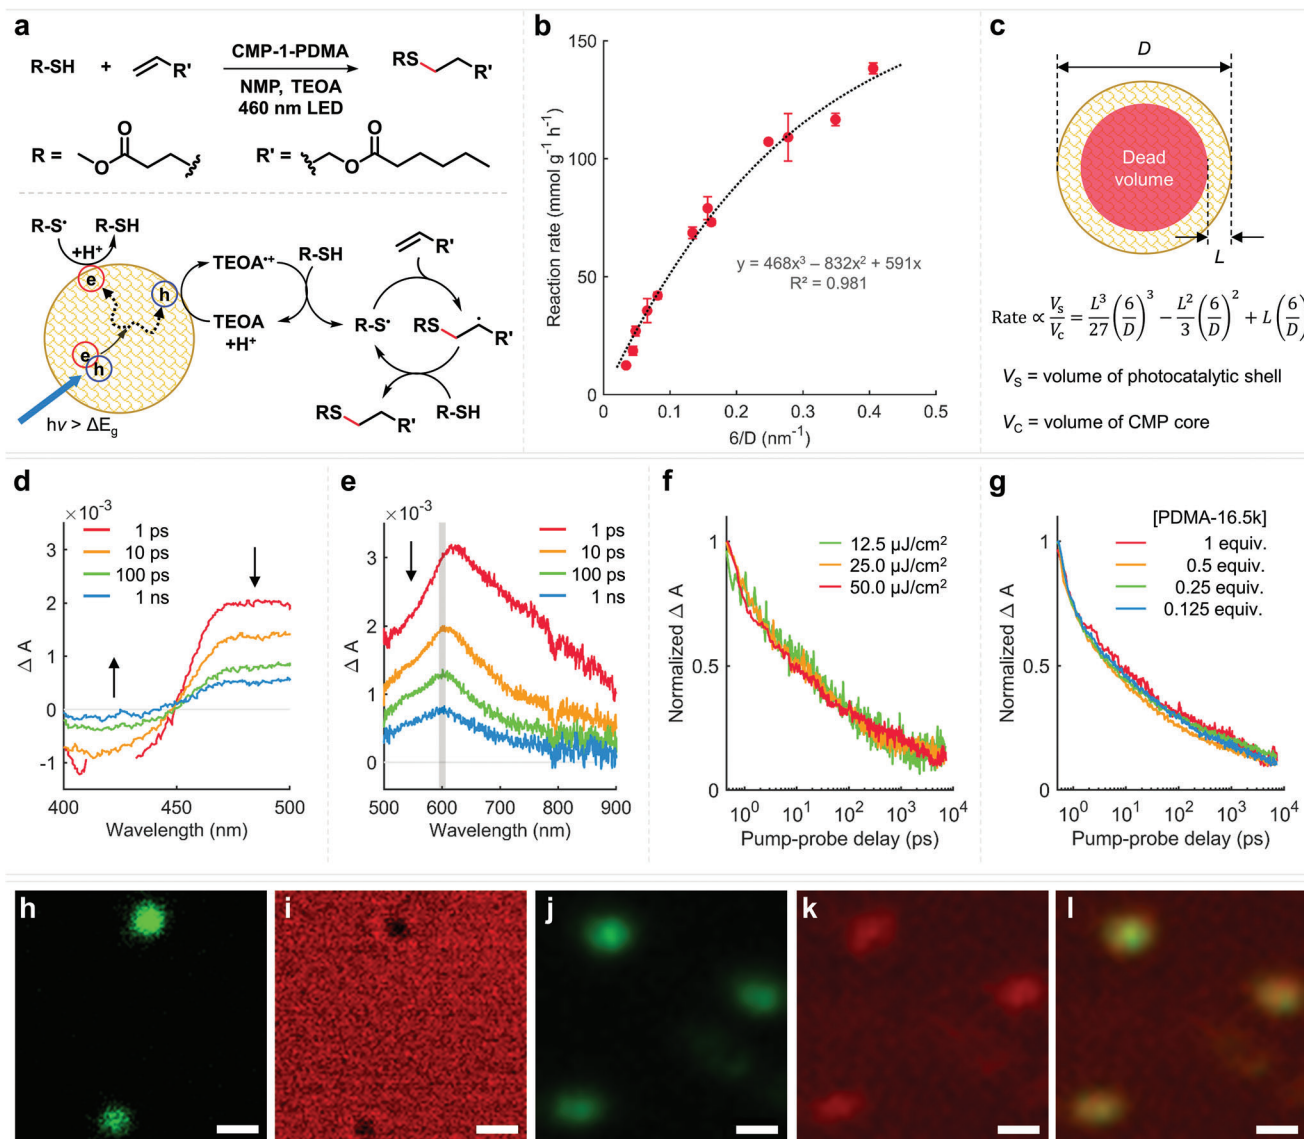 a
R-SH + R' CMP-1-PDMA RS R'
NMP, TEOA
460 nm LED
R = O O
R' = O O
R-S• R-SH
+H+
e
h
TEOA•+ R-SH
TEOA
+H+
R'
R-S•
RS R'
e
h
hν > ΔEg
RS R'
R-SH
b
Reaction rate (mmol g-1 h-1)
150
100
50
0
y = 468x³ – 832x² + 591x
R² = 0.981
0 0.1 0.2 0.3 0.4 0.5
6/D (nm-1)
c
D
Dead
volume
L
Rate ∝ Vs/Vc = L³/27 (6/D)³ − L²/3 (6/D)² + L (6/D
VS = volume of photocatalytic shell
VC = volume of CMP core
d
×10-3
1 ps
10 ps
100 ps
1 ns
Δ A
3
2
1
0
-1
400 450 500
Wavelength (nm)
e
×10-3
1 ps
10 ps
100 ps
1 ns
Δ A
3
2
1
0
500 600 700 800 900
Wavelength (nm)
f
12.5 µJ/cm²
25.0 µJ/cm²
50.0 µJ/cm²
Normalized Δ A
1
0.5
0
10⁰ 10¹ 10² 10³ 10⁴
Pump-probe delay (ps)
g
[PDMA-16.5k]
1 equiv.
0.5 equiv.
0.25 equiv.
0.125 equiv.
Normalized Δ A
1
0.5
0
10⁰ 10¹ 10² 10³ 10⁴
Pump-probe delay (ps)
h
i
j
k
l